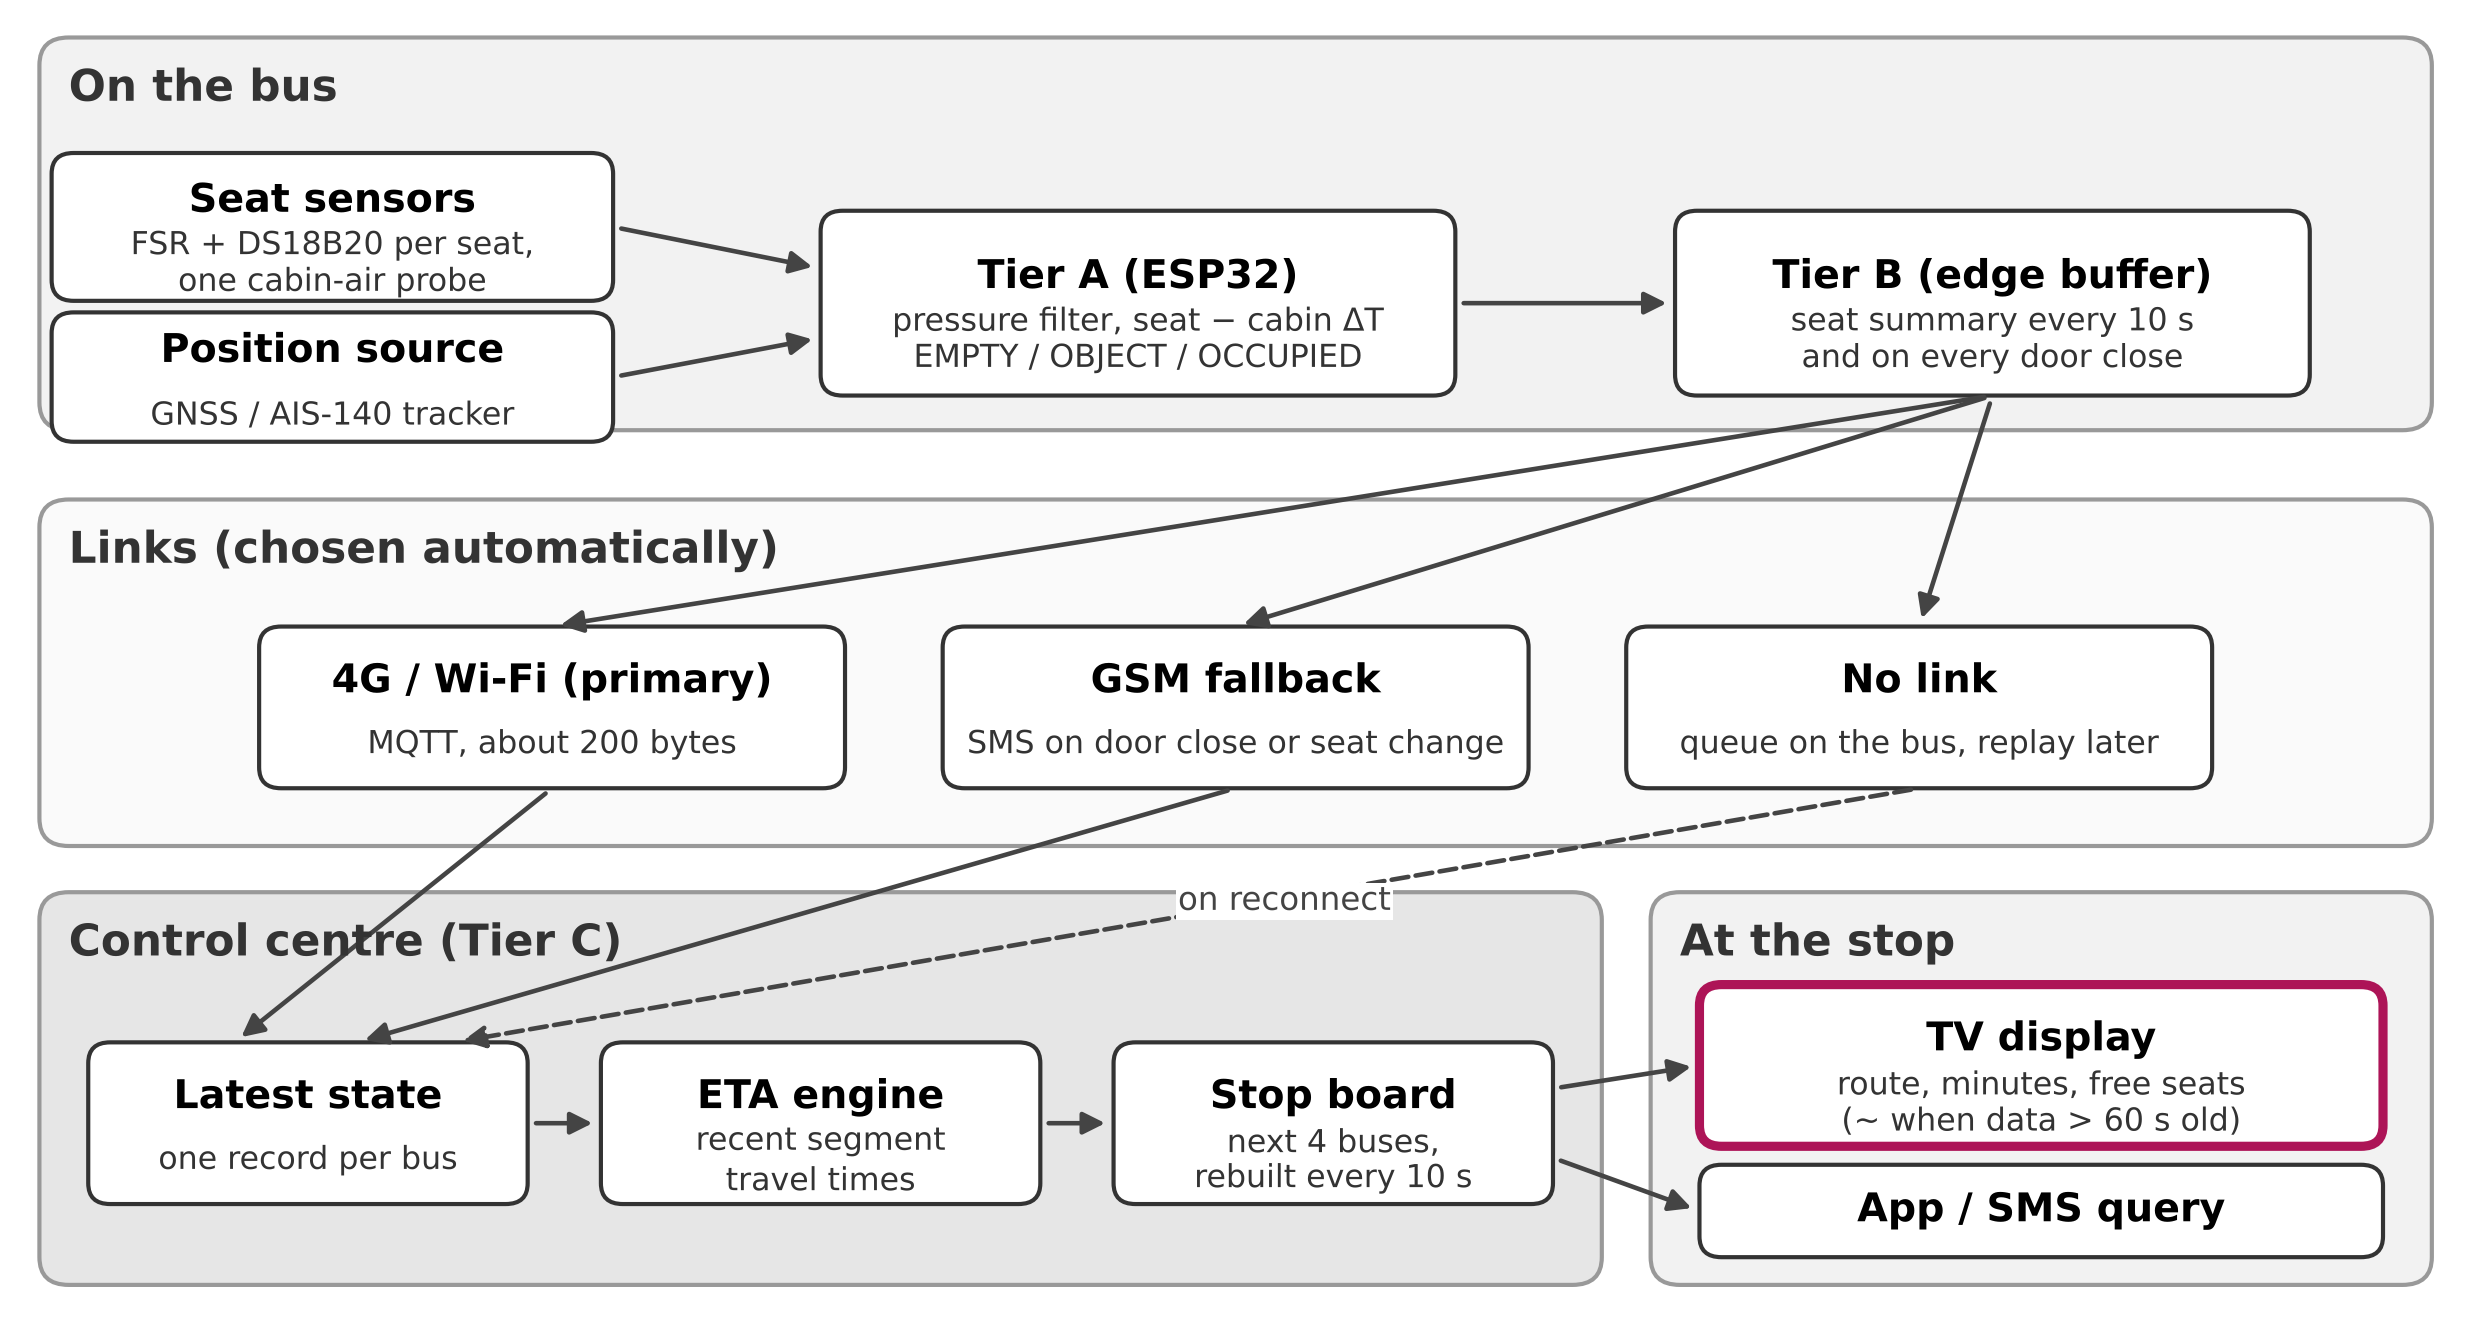 On the bus
Seat sensors
FSR + DS18B20 per seat,
one cabin-air probe
Position source
GNSS / AIS-140 tracker
Tier A (ESP32)
pressure filter, seat − cabin ΔT
EMPTY / OBJECT / OCCUPIED
Tier B (edge buffer)
seat summary every 10 s
and on every door close
Links (chosen automatically)
4G / Wi-Fi (primary)
MQTT, about 200 bytes
GSM fallback
SMS on door close or seat change
No link
queue on the bus, replay later
on reconnect
Control centre (Tier C)
Latest state
one record per bus
ETA engine
recent segment
travel times
Stop board
next 4 buses,
rebuilt every 10 s
At the stop
TV display
route, minutes, free seats
(~ when data > 60 s old)
App / SMS query